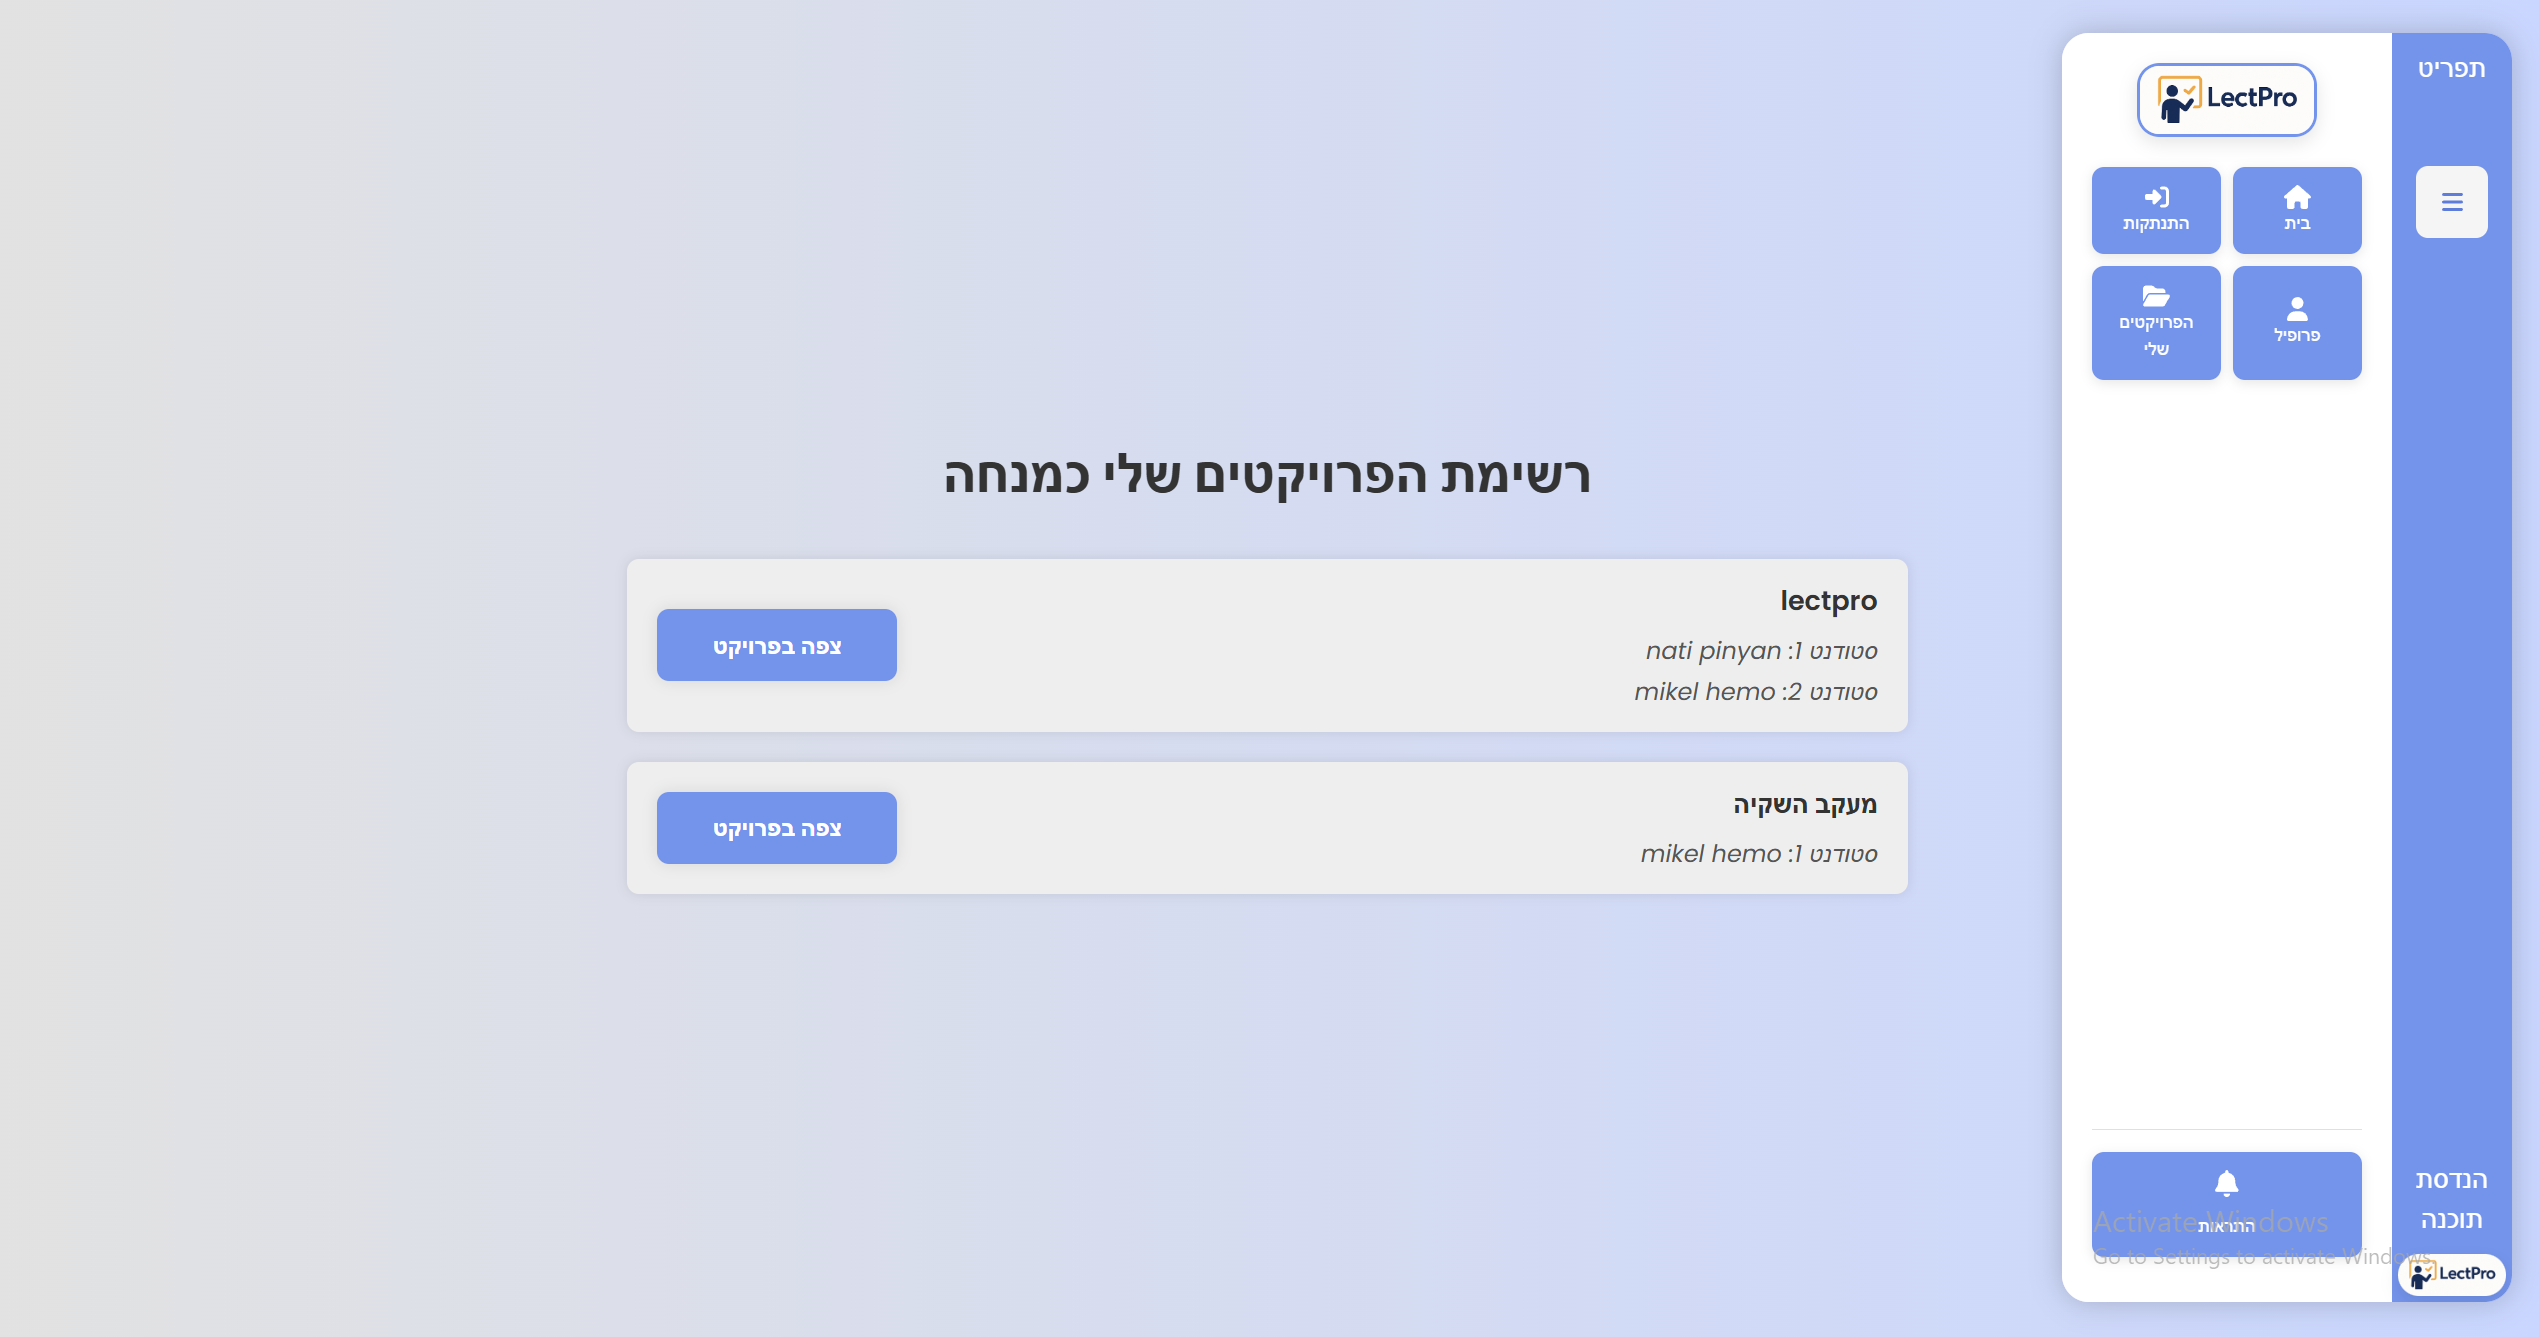 תפריט
LectPro
בית
התנתקות
פרופיל
הפרויקטים
שלי
רשימת הפרויקטים שלי כמנחה
lectpro
סטודנט 1: nati pinyan
סטודנט 2: mikel hemo
צפה בפרויקט
מעקב השקיה
סטודנט 1: mikel hemo
צפה בפרויקט
התראות
הנדסת
תוכנה
LectPro
Activate Windows
Go to Settings to activate Windows.